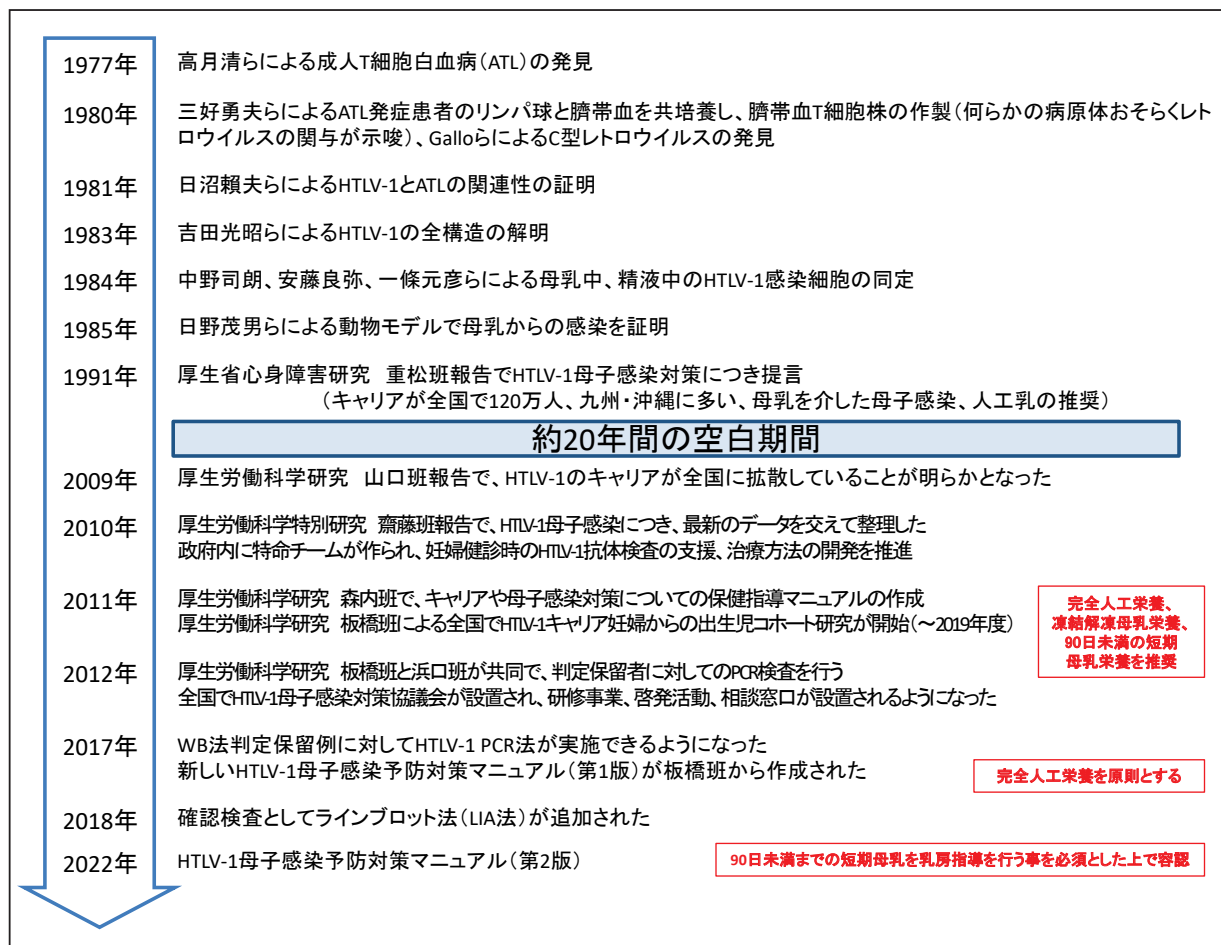 1977年 高月清らによる成人T細胞白血病（ATL）の発見
1980年 三好勇夫らによるATL発症患者のリンパ球と臍帯血を共培養し、臍帯血T細胞株の作製（何らかの病原体おそらくレト
ロウイルスの関与が示唆）、GalloらによるC型レトロウイルスの発見
1981年 日沼賴夫らによるHTLV-1とATLの関連性の証明
1983年 吉田光昭らによるHTLV-1の全構造の解明
1984年 中野司朗、安藤良弥、一條元彦らによる母乳中、精液中のHTLV-1感染細胞の同定
1985年 日野茂男らによる動物モデルで母乳からの感染を証明
1991年 厚生省心身障害研究 重松班報告でHTLV-1母子感染対策につき提言
（キャリアが全国で120万人、九州・沖縄に多い、母乳を介した母子感染、人工乳の推奨）
約20年間の空白期間
2009年 厚生労働科学研究 山口班報告で、HTLV-1のキャリアが全国に拡散していることが明らかとなった
2010年 厚生労働科学特別研究 齋藤班報告で、HTLV-1母子感染につき、最新のデータを交えて整理した
政府内に特命チームが作られ、妊婦健診時のHTLV-1抗体検査の支援、治療方法の開発を推進
2011年 厚生労働科学研究 森内班で、キャリアや母子感染対策についての保健指導マニュアルの作成
厚生労働科学研究 板橋班による全国でHTLV-1キャリア妊婦からの出生児コホート研究が開始（～2019年度）
完全人工栄養、
凍結解凍母乳栄養、
90日未満の短期
母乳栄養を推奨
2012年 厚生労働科学研究 板橋班と浜口班が共同で、判定保留者に対してのPCR検査を行う
全国でHTLV-1母子感染対策協議会が設置され、研修事業、啓発活動、相談窓口が設置されるようになった
2017年 WB法判定保留例に対してHTLV-1 PCR法が実施できるようになった
新しいHTLV-1母子感染予防対策マニュアル（第1版）が板橋班から作成された
完全人工栄養を原則とする
2018年 確認検査としてラインブロット法（LIA法）が追加された
2022年 HTLV-1母子感染予防対策マニュアル（第2版）
90日未満までの短期母乳を乳房指導を行う事を必須とした上で容認